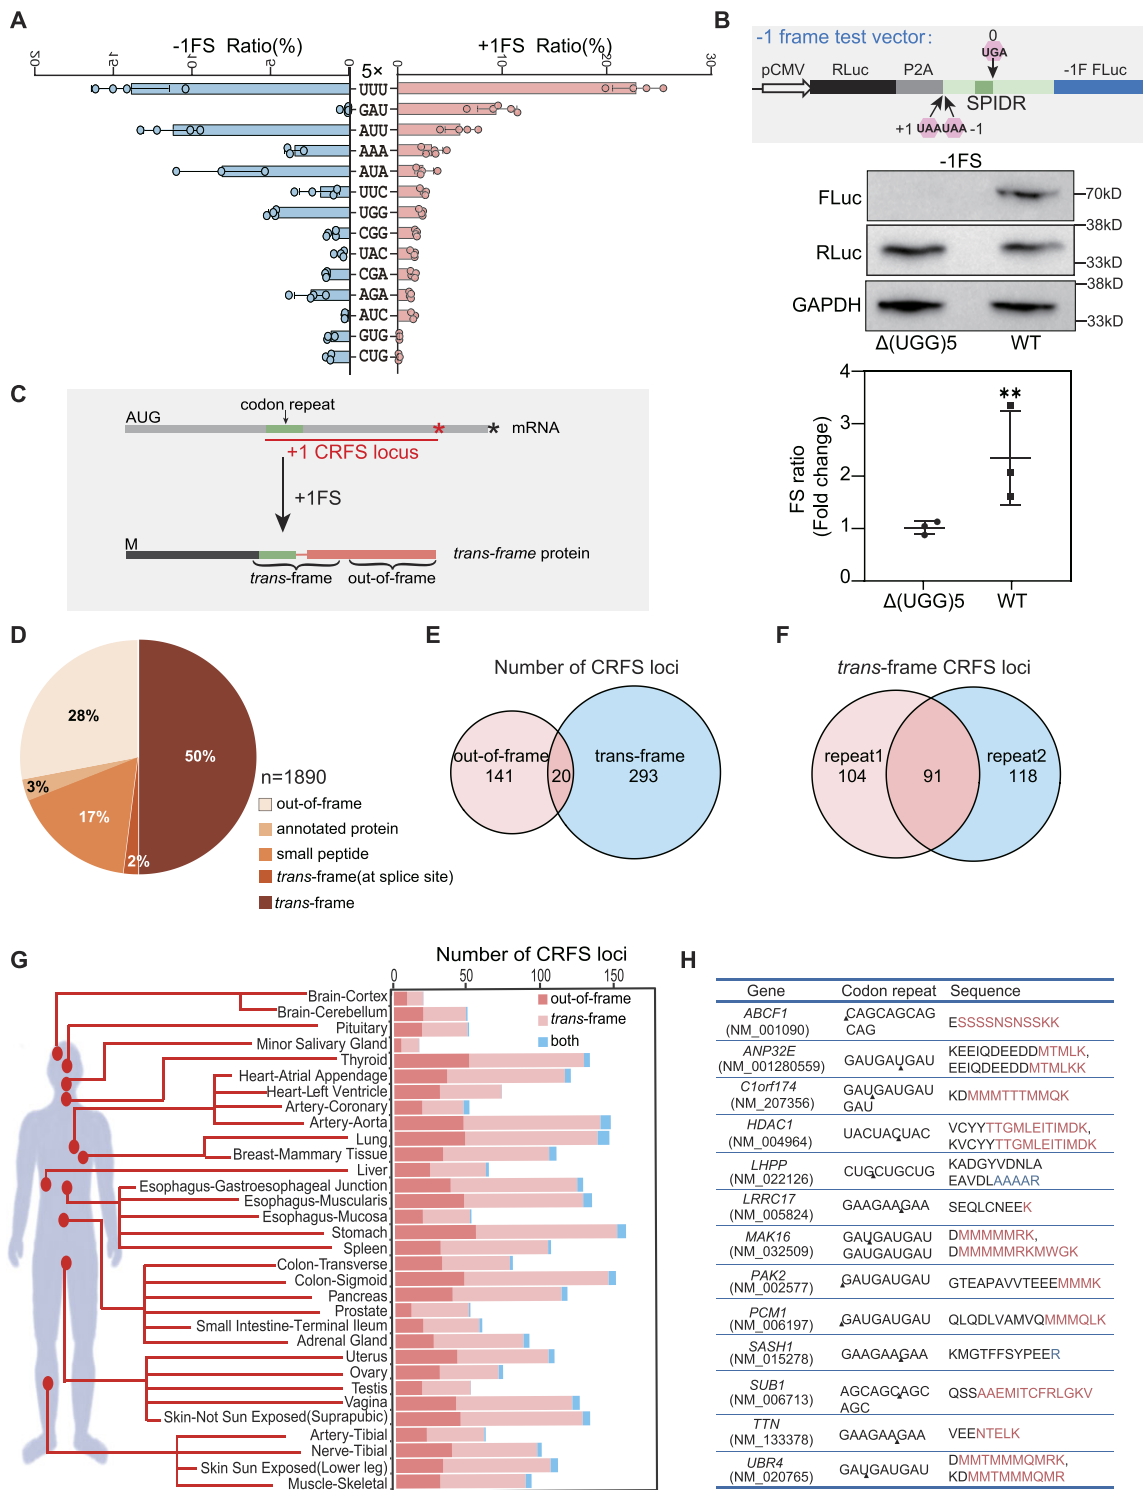 A
-1FS Ratio(%)
+1FS Ratio(%)
20 15 10 5 0
5×
0 10 20 30
UUU
GAU
AUU
AAA
AUA
UUC
UGG
CGG
UAC
CGA
AGA
AUC
GUG
CUG
B
-1 frame test vector:
0
UGA
pCMV RLuc P2A -1F FLuc
SPIDR
+1 UAAUAA -1
-1FS
FLuc
70kD
38kD
RLuc
33kD
38kD
GAPDH
33kD
Δ(UGG)5 WT
FS ratio
(Fold change)
4
3
2
1
0
**
Δ(UGG)5 WT
C
codon repeat
AUG
* *
mRNA
+1 CRFS locus
+1FS
M
trans-frame protein
trans-frame out-of-frame
D
28%
50%
3%
17%
2%
n=1890
out-of-frame
annotated protein
small peptide
trans-frame(at splice site)
trans-frame
E
Number of CRFS loci
out-of-frame
141
20
trans-frame
293
F
trans-frame CRFS loci
repeat1
104
91
repeat2
118
G
Number of CRFS loci
0 50 100 150
out-of-frame
trans-frame
both
Brain-Cortex
Brain-Cerebellum
Pituitary
Minor Salivary Gland
Thyroid
Heart-Atrial Appendage
Heart-Left Ventricle
Artery-Coronary
Artery-Aorta
Lung
Breast-Mammary Tissue
Liver
Esophagus-Gastroesophageal Junction
Esophagus-Muscularis
Esophagus-Mucosa
Stomach
Spleen
Colon-Transverse
Colon-Sigmoid
Pancreas
Prostate
Small Intestine-Terminal Ileum
Adrenal Gland
Uterus
Ovary
Testis
Vagina
Skin-Not Sun Exposed(Suprapubic)
Artery-Tibial
Nerve-Tibial
Skin Sun Exposed(Lower leg)
Muscle-Skeletal
H
Gene Codon repeat Sequence
ABCF1
(NM_001090)
CAGCAGCAG
CAG
ESSSSNSNSSKK
ANP32E
(NM_001280559)
GAUGAUGAU
KEEIQDEEDDMTMLK,
EEIQDEEDDMTMLKK
C1orf174
(NM_207356)
GAUGAUGAU
GAU
KDMMMTTTMMQK
HDAC1
(NM_004964)
UACUACUAC
VCYYTTGMLEITIMDK,
KVCYYTTGMLEITIMDK
LHPP
(NM_022126)
CUGCUGCUG
KADGYVDNLA
EAVDLAAAAR
LRRC17
(NM_005824)
GAAGAAGAA
SEQLCNEEK
MAK16
(NM_032509)
GAUGAUGAU
GAUGAUGAU
DMMMMMRK,
DMMMMMRKMWGK
PAK2
(NM_002577)
GAUGAUGAU
GTEAPAVVTEEEMMMK
PCM1
(NM_006197)
GAUGAUGAU
QLQDLVAMVQMMMQLK
SASH1
(NM_015278)
GAAGAAGAA
KMGTFFSYPEER
SUB1
(NM_006713)
AGCAGCAGC
AGC
QSSAAEMITCFRLGKV
TTN
(NM_133378)
GAAGAAGAA
VEENTELK
UBR4
(NM_020765)
GAUGAUGAU
DMMTMMMQMRK,
KDMMTMMMQMR